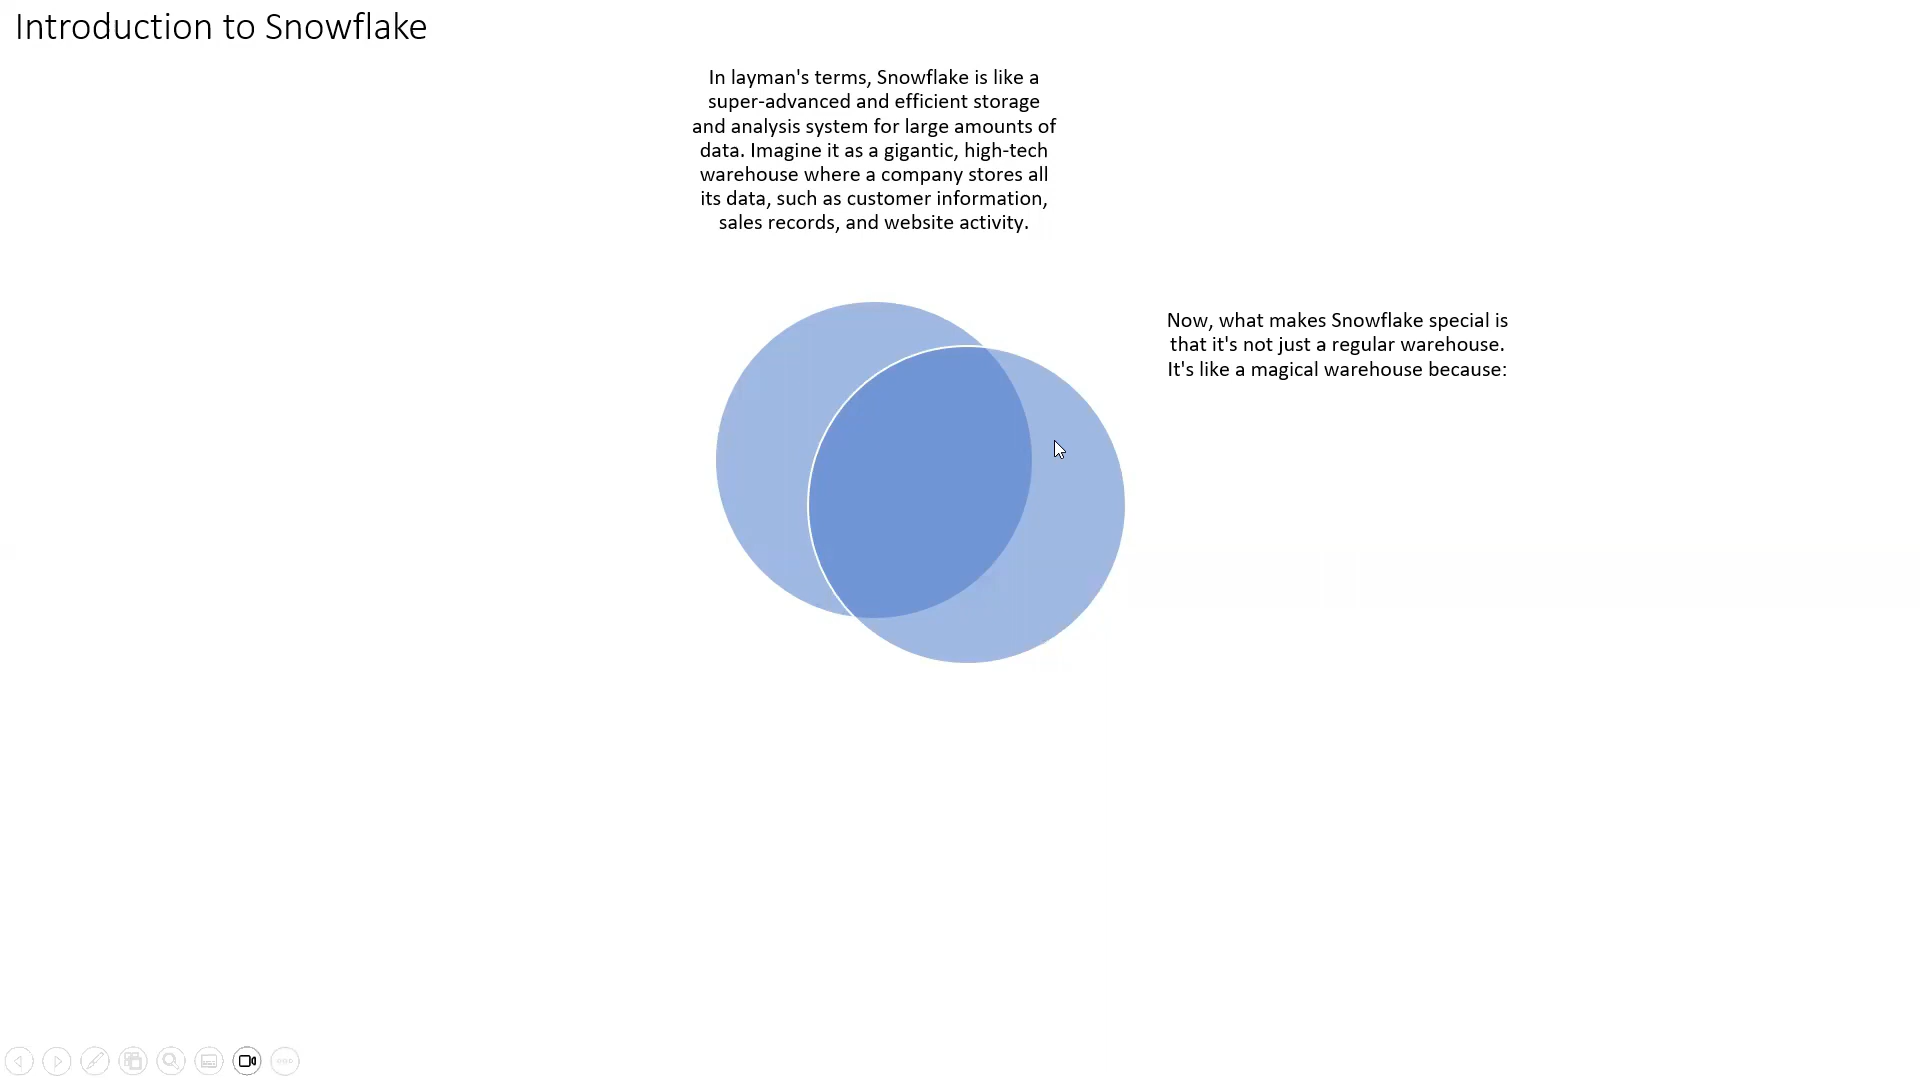 Introduction to Snowflake
In layman's terms, Snowflake is like a
super-advanced and efficient storage
and analysis system for large amounts of
data. Imagine it as a gigantic, high-tech
warehouse where a company stores all
its data, such as customer information,
sales records, and website activity.
Now, what makes Snowflake special is
that it's not just a regular warehouse.
It's like a magical warehouse because: